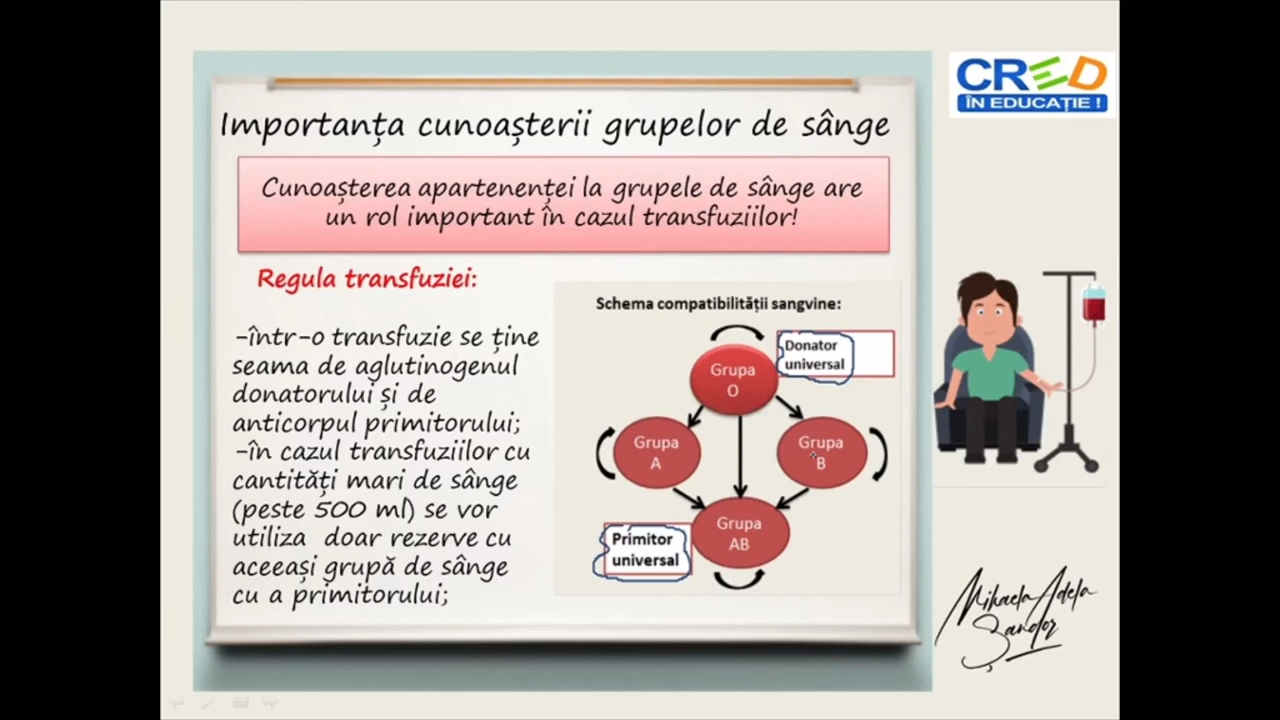 CRED
ÎN EDUCAȚIE !
Importanța cunoașterii grupelor de sânge
Cunoașterea apartenenței la grupele de sânge are
un rol important în cazul transfuziilor!
Regula transfuziei:
-într-o transfuzie se ține
seama de aglutinogenul
donatorului și de
anticorpul primitorului;
-în cazul transfuziilor cu
cantități mari de sânge
(peste 500 ml) se vor
utiliza doar rezerve cu
aceeași grupă de sânge
cu a primitorului;
Schema compatibilității sangvine:
Donator
universal
Grupa
O
Grupa
A
Grupa
B
Grupa
AB
Primitor
universal
Mihaela Adela
Șandor